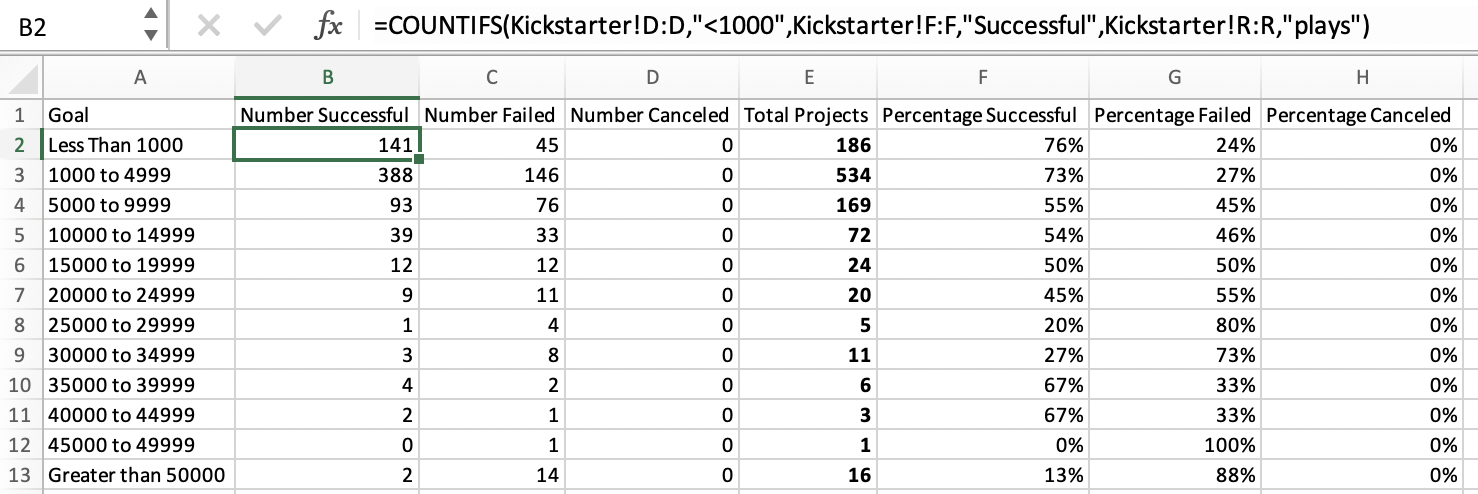 B2 fx =COUNTIFS(Kickstarter!D:D,"<1000",Kickstarter!F:F,"Successful",Kickstarter!R:R,"plays")
A B C D E F G H
1 Goal Number Successful Number Failed Number Canceled Total Projects Percentage Successful Percentage Failed Percentage Canceled
2 Less Than 1000 141 45 0 186 76% 24% 0%
3 1000 to 4999 388 146 0 534 73% 27% 0%
4 5000 to 9999 93 76 0 169 55% 45% 0%
5 10000 to 14999 39 33 0 72 54% 46% 0%
6 15000 to 19999 12 12 0 24 50% 50% 0%
7 20000 to 24999 9 11 0 20 45% 55% 0%
8 25000 to 29999 1 4 0 5 20% 80% 0%
9 30000 to 34999 3 8 0 11 27% 73% 0%
10 35000 to 39999 4 2 0 6 67% 33% 0%
11 40000 to 44999 2 1 0 3 67% 33% 0%
12 45000 to 49999 0 1 0 1 0% 100% 0%
13 Greater than 50000 2 14 0 16 13% 88% 0%